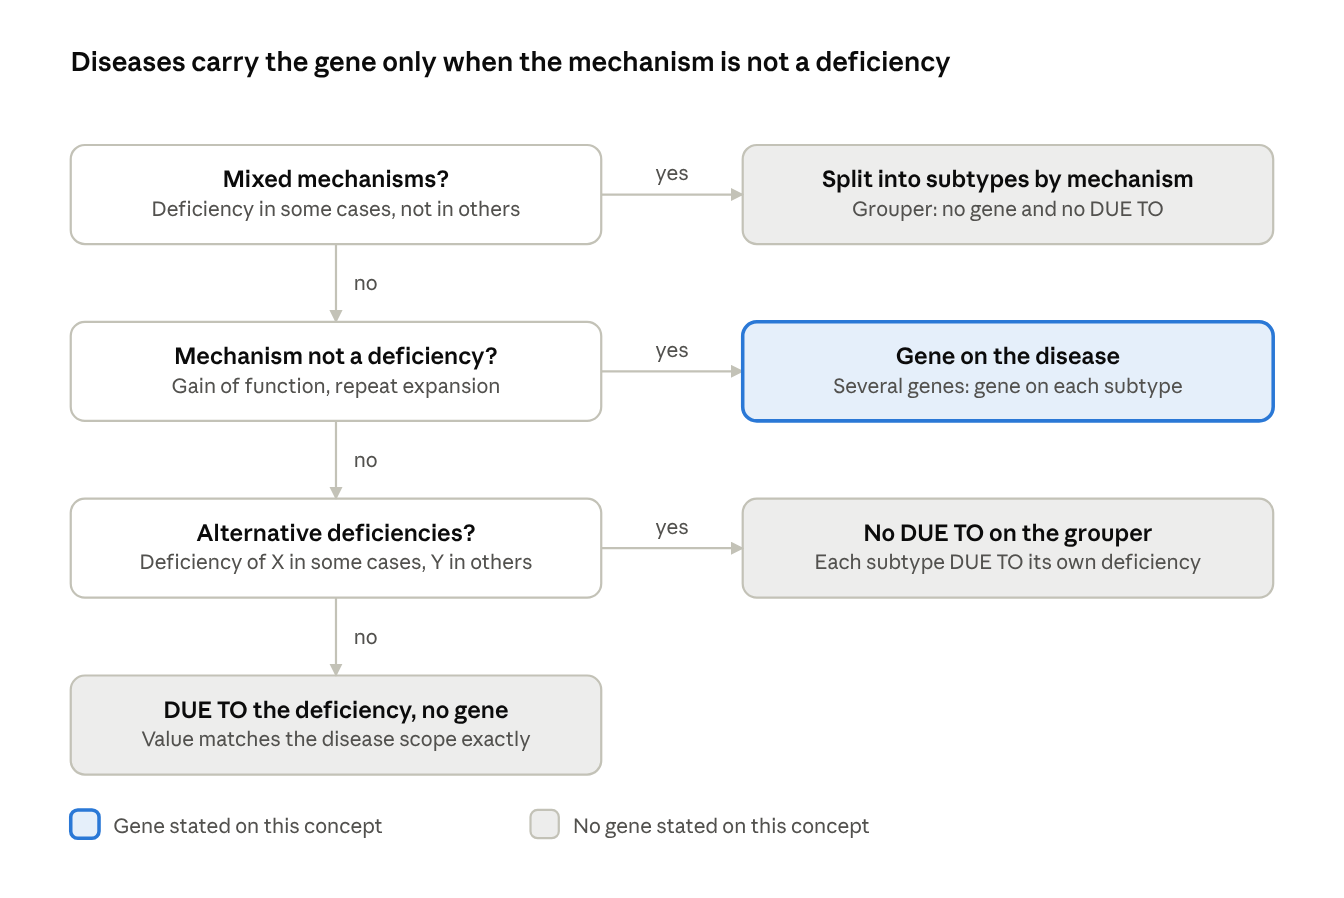 Diseases carry the gene only when the mechanism is not a deficiency
Mixed mechanisms?
Deficiency in some cases, not in others
yes
Split into subtypes by mechanism
Grouper: no gene and no DUE TO
no
Mechanism not a deficiency?
Gain of function, repeat expansion
yes
Gene on the disease
Several genes: gene on each subtype
no
Alternative deficiencies?
Deficiency of X in some cases, Y in others
yes
No DUE TO on the grouper
Each subtype DUE TO its own deficiency
no
DUE TO the deficiency, no gene
Value matches the disease scope exactly
Gene stated on this concept
No gene stated on this concept